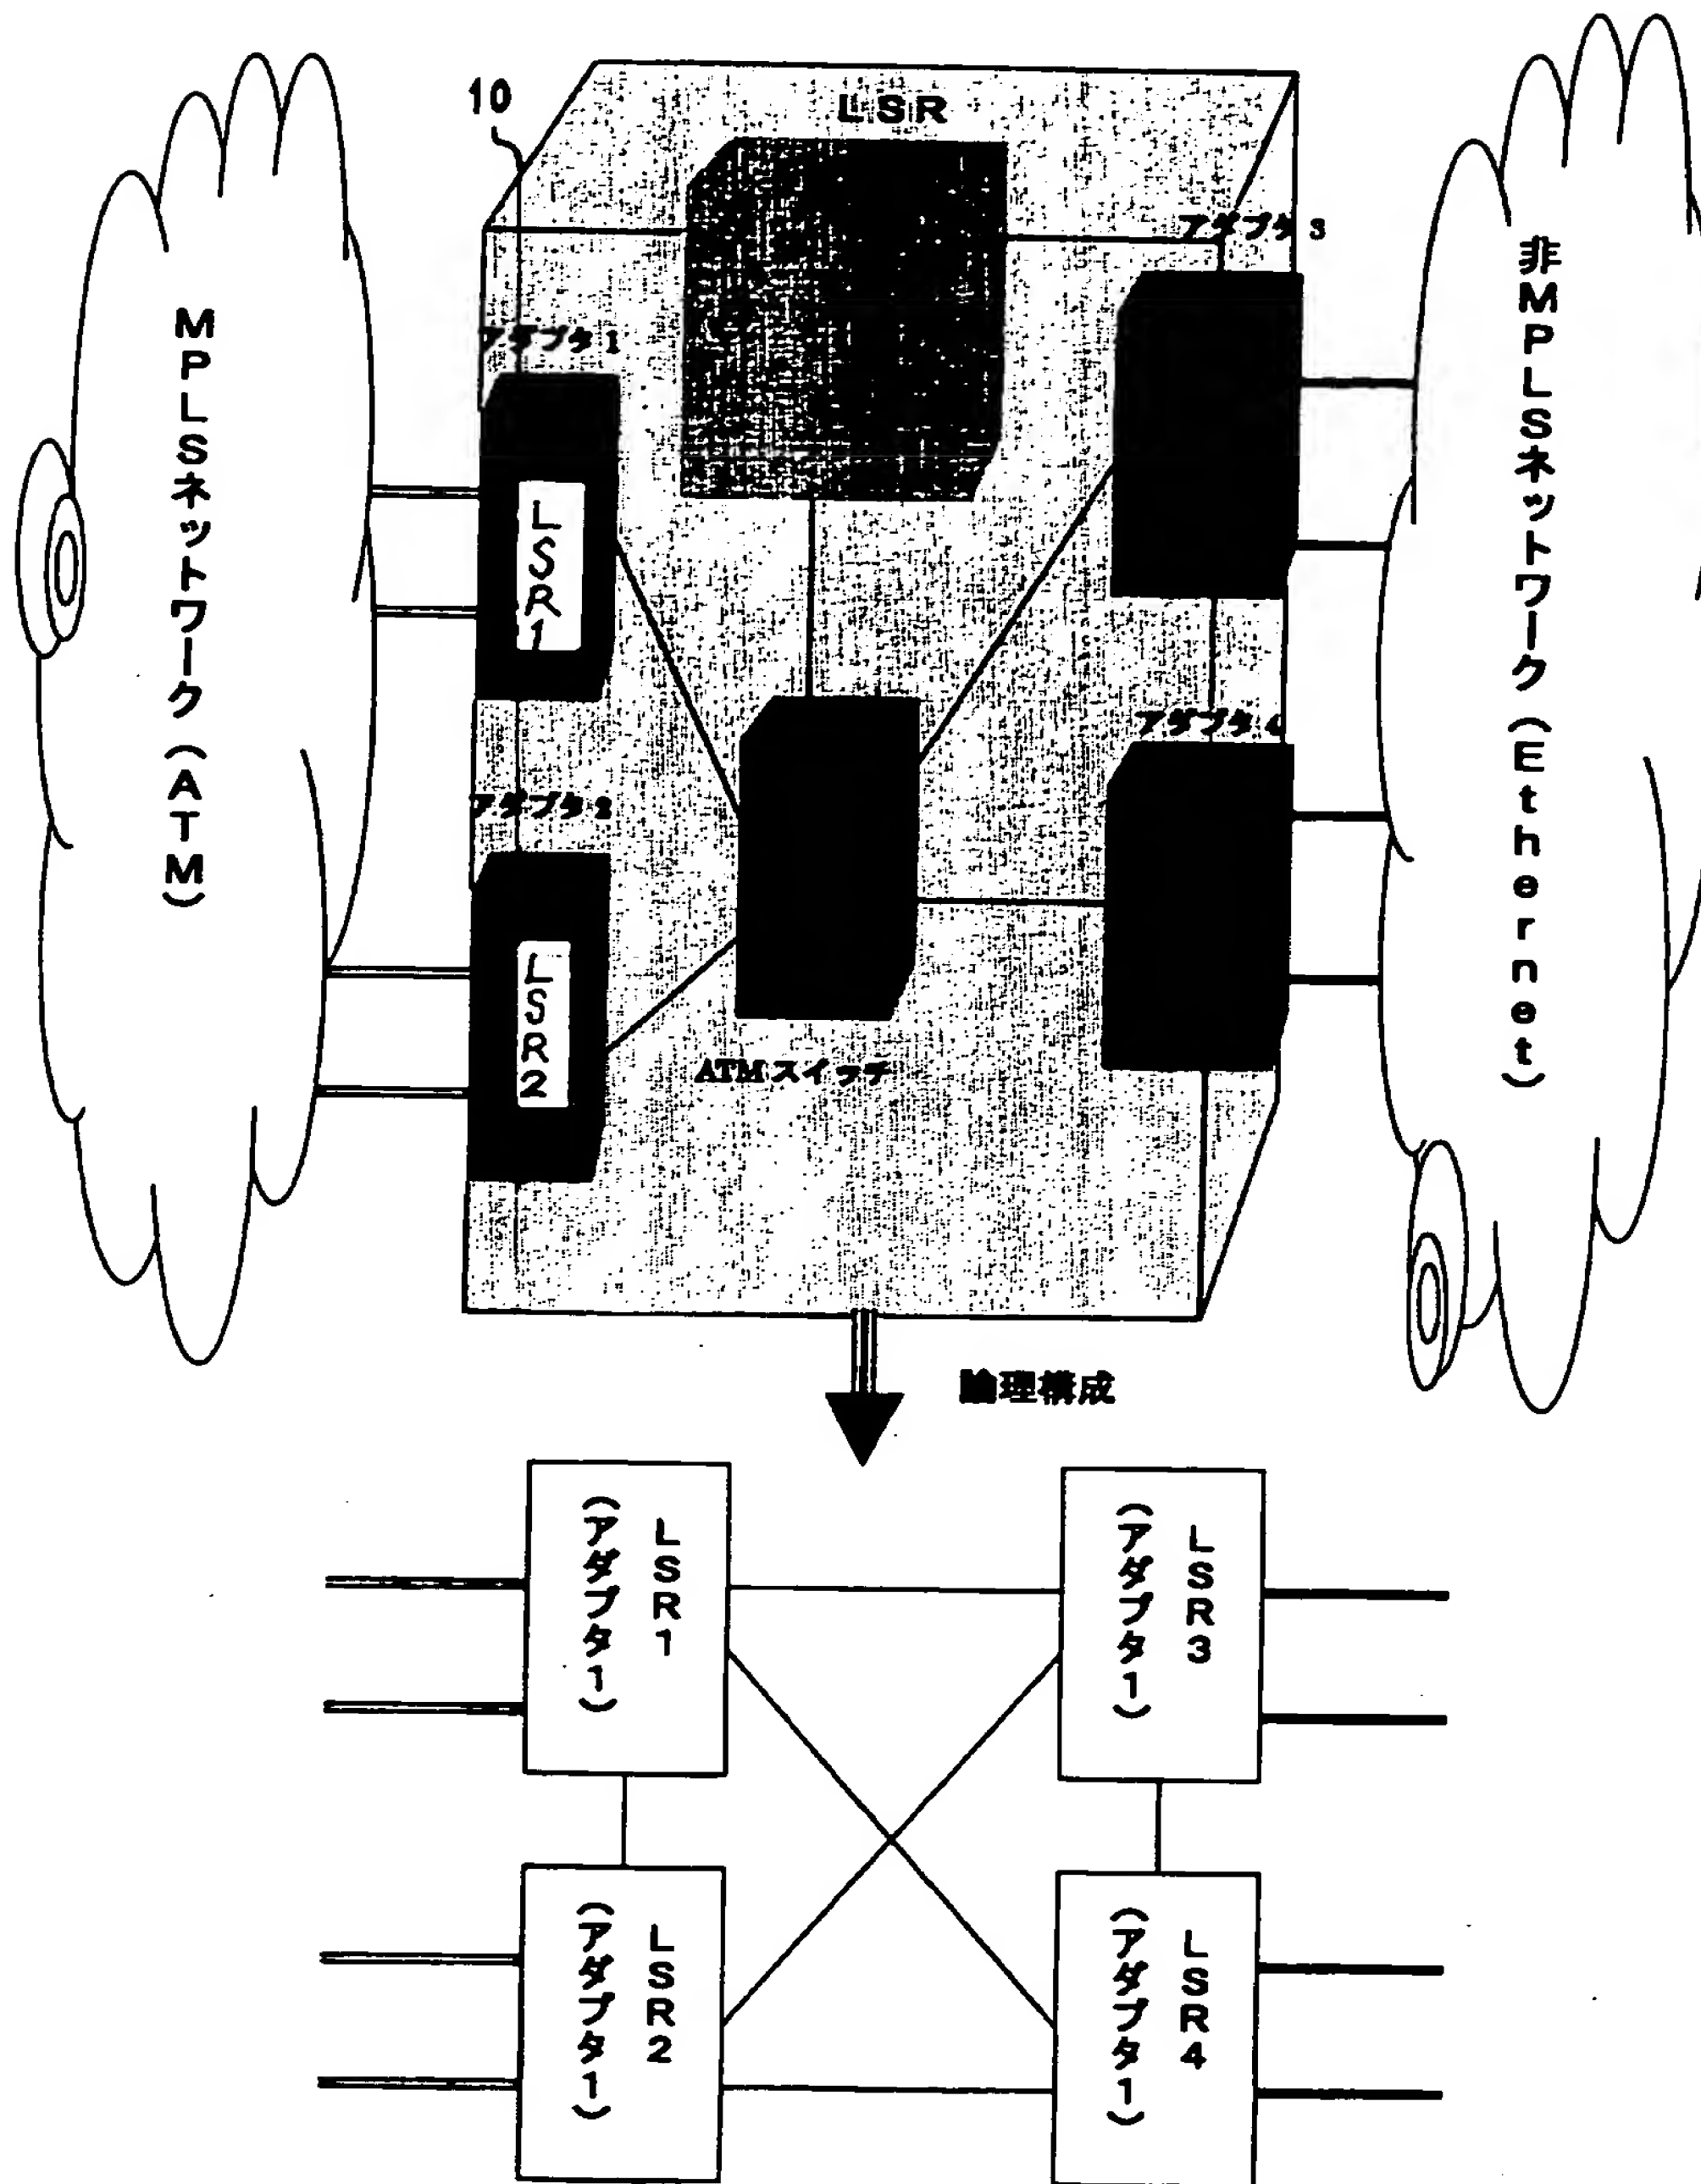 10
LSR
アダプタ3
アダプタ1
MPLSネットワーク(ATM)
非MPLSネットワーク(Ethernet)
LSR1
アダプタ4
アダプタ2
LSR2
ATMスイッチ
論理構成
LSR1
(アダプタ1)
LSR3
(アダプタ1)
LSR2
(アダプタ1)
LSR4
(アダプタ1)